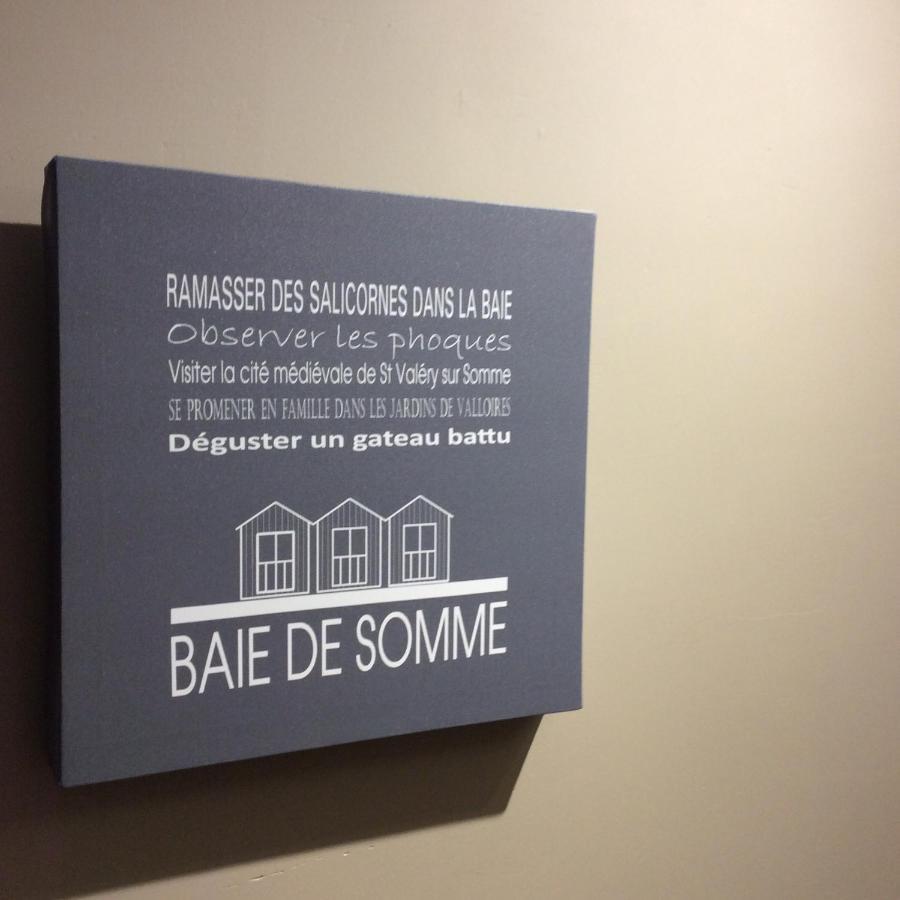 RAMASSER DES SALICORNES DANS LA BAIE
Observer les phoques
Visiter la cité médiévale de St Valéry sur Somme
SE PROMENER EN FAMILLE DANS LES JARDINS DE VALLOIRES
Déguster un gateau battu
BAIE DE SOMME